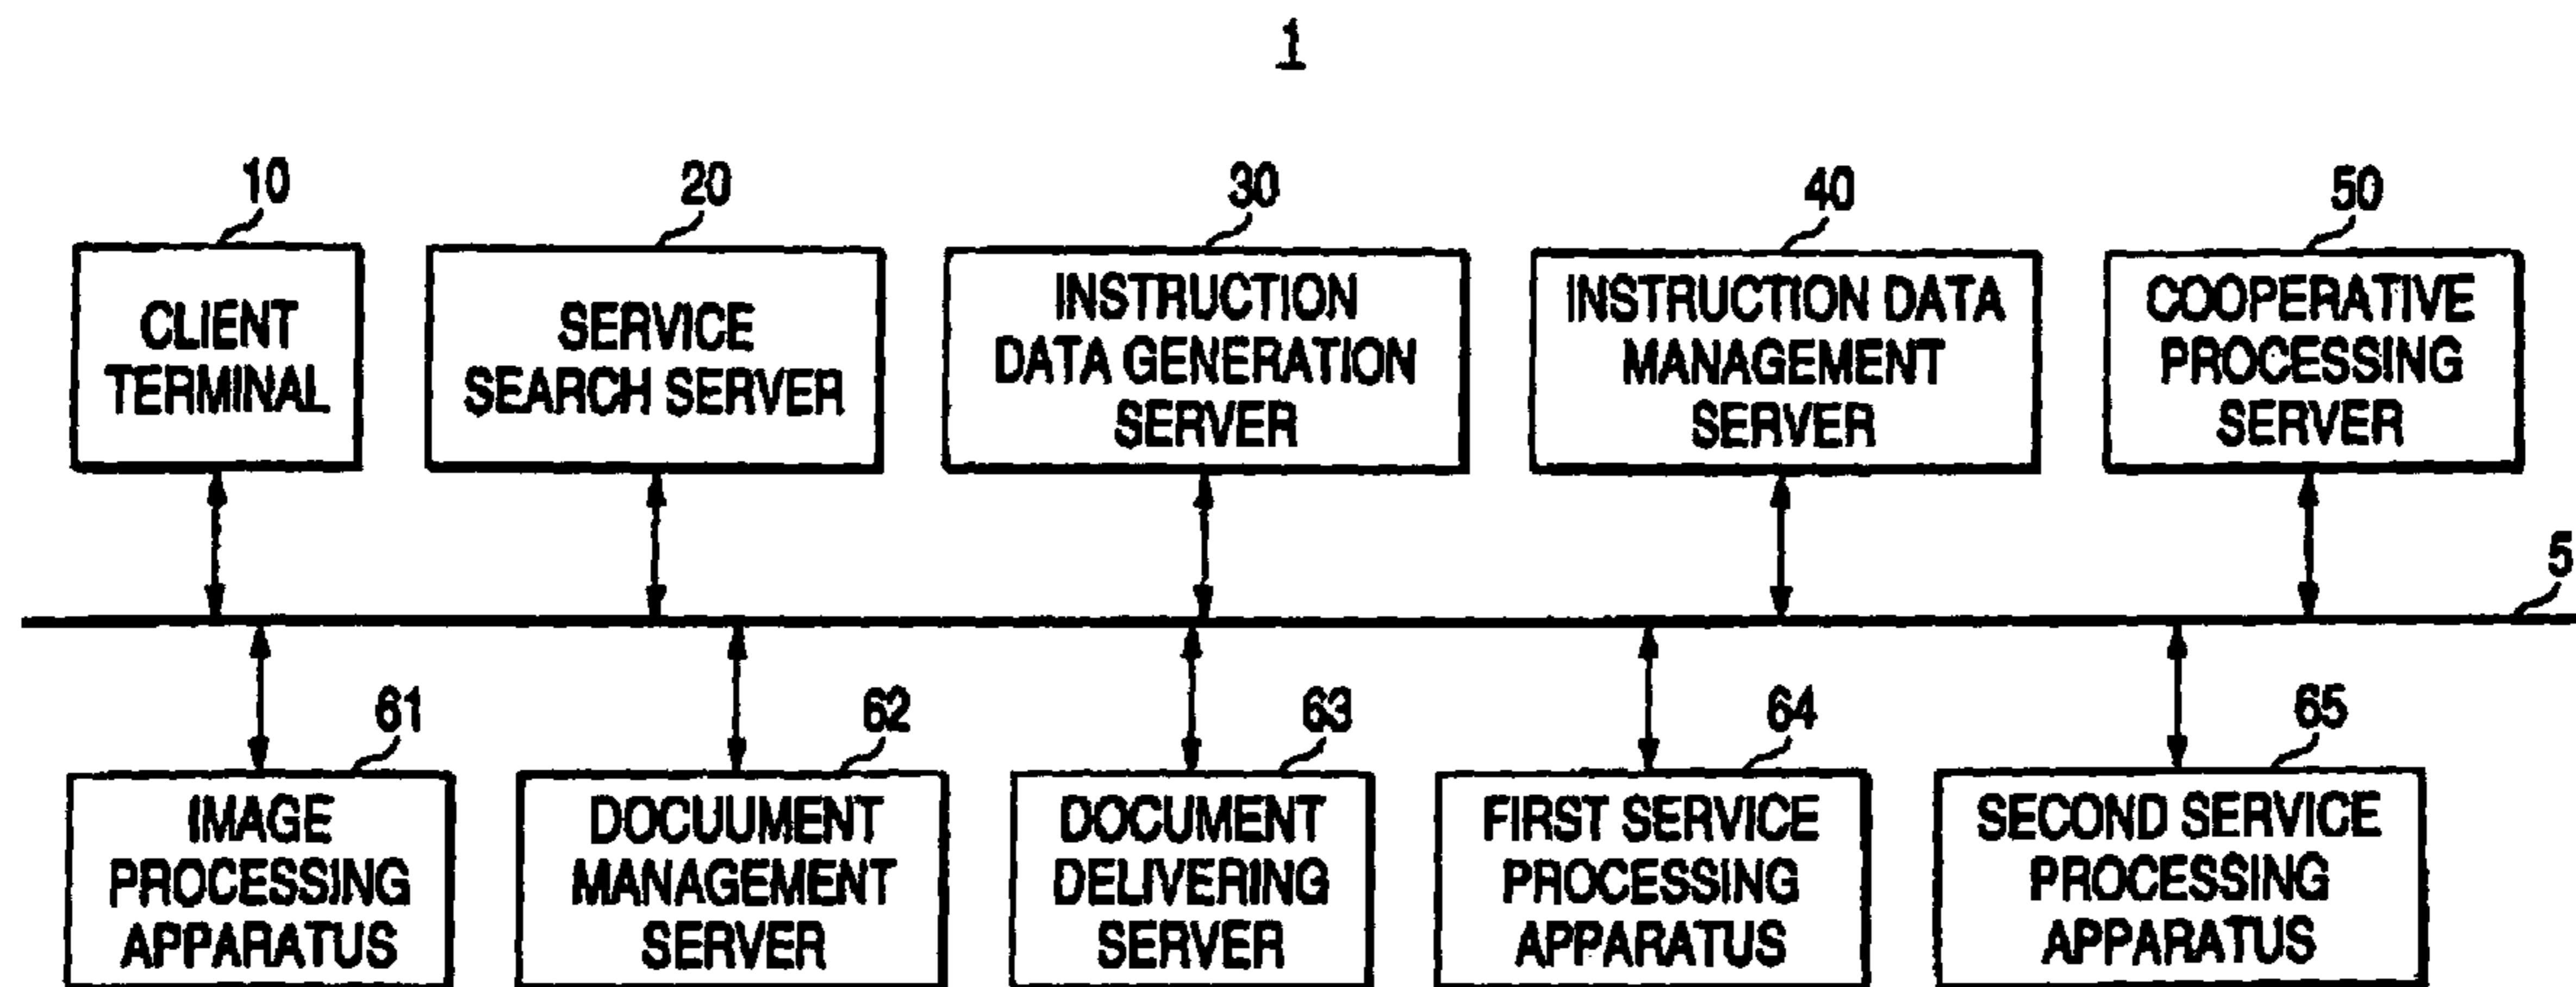 1
10
20
30
40
50
CLIENT
TERMINAL
SERVICE
SEARCH SERVER
INSTRUCTION
DATA GENERATION
SERVER
INSTRUCTION DATA
MANAGEMENT
SERVER
COOPERATIVE
PROCESSING
SERVER
5
61
62
63
64
65
IMAGE
PROCESSING
APPARATUS
DOCUUMENT
MANAGEMENT
SERVER
DOCUMENT
DELIVERING
SERVER
FIRST SERVICE
PROCESSING
APPARATUS
SECOND SERVICE
PROCESSING
APPARATUS